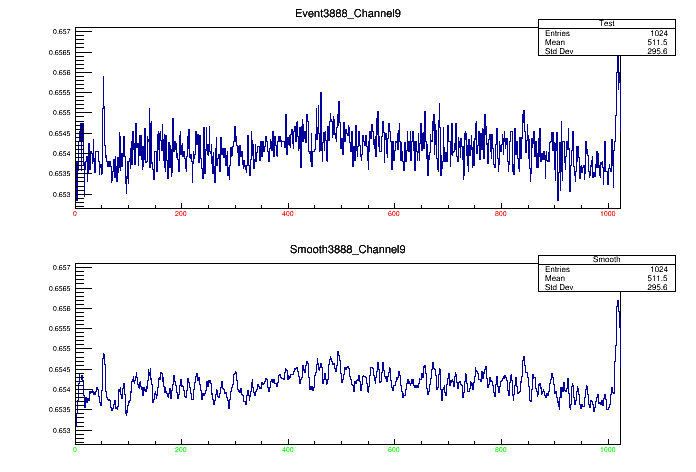 Event3888_Channel9
Test
Entries 1024
Mean 511.5
Std Dev 295.6
0.657
0.6565
0.656
0.6555
0.655
0.6545
0.654
0.6535
0.653
0 200 400 600 800 1000
Smooth3888_Channel9
Smooth
Entries 1024
Mean 511.5
Std Dev 295.6
0.657
0.6565
0.656
0.6555
0.655
0.6545
0.654
0.6535
0.653
0 200 400 600 800 1000